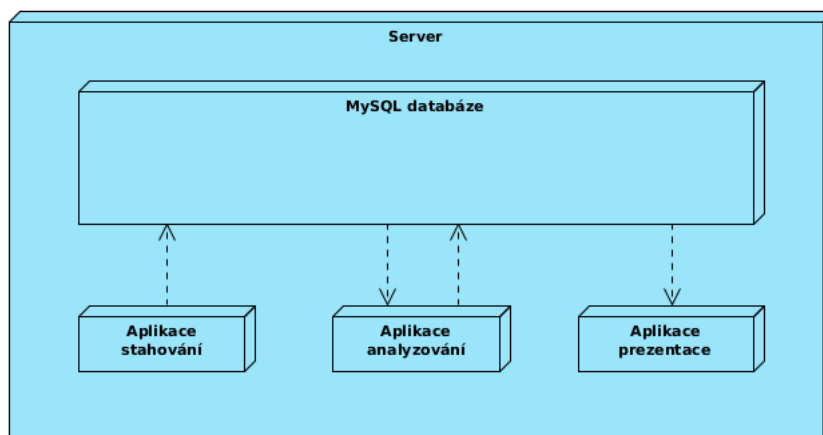 Server
MySQL databáze
Aplikace
stahování
Aplikace
analyzování
Aplikace
prezentace